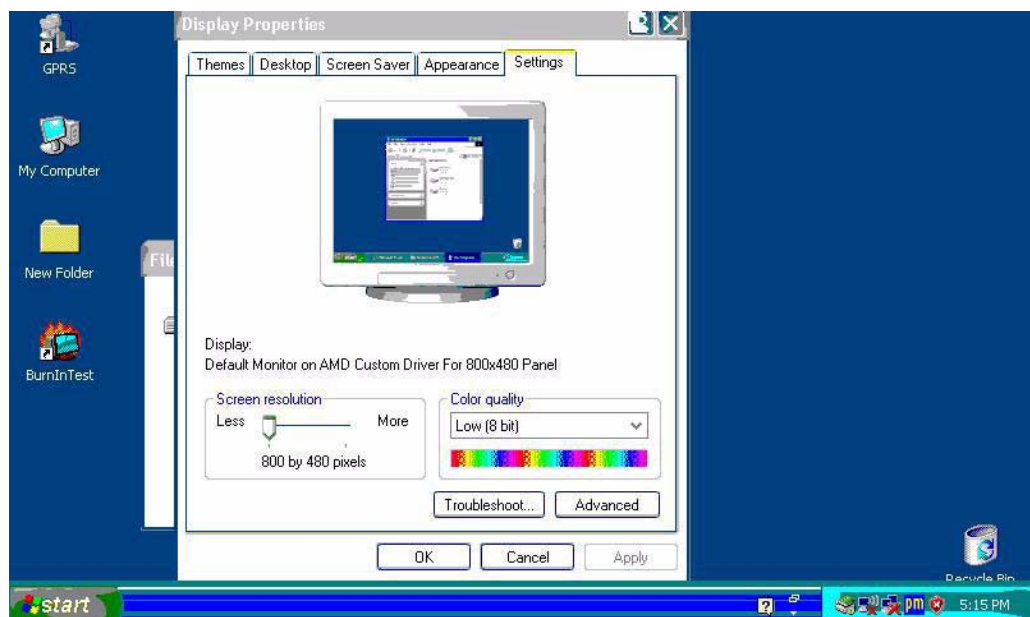 GPRS
My Computer
New Folder
BurnInTest
File
Display Properties
Themes Desktop Screen Saver Appearance Settings
Display:
Default Monitor on AMD Custom Driver For 800x480 Panel
Screen resolution
Less More
800 by 480 pixels
Color quality
Low (8 bit)
Troubleshoot... Advanced
OK Cancel Apply
Recycle Bin
start
pm
5:15 PM